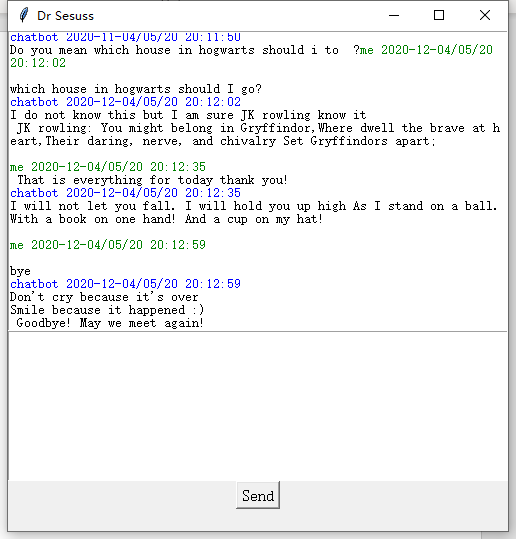 Dr Sesuss
chatbot 2020-11-04/05/20 20:11:50
Do you mean which house in hogwarts should i to  ?me 2020-12-04/05/20
20:12:02
which house in hogwarts should I go?
chatbot 2020-12-04/05/20 20:12:02
I do not know this but I am sure JK rowling know it
JK rowling: You might belong in Gryffindor,Where dwell the brave at h
eart,Their daring, nerve, and chivalry Set Gryffindors apart;
me 2020-12-04/05/20 20:12:35
That is everything for today thank you!
chatbot 2020-12-04/05/20 20:12:35
I will not let you fall. I will hold you up high As I stand on a ball.
With a book on one hand! And a cup on my hat!
me 2020-12-04/05/20 20:12:59
bye
chatbot 2020-12-04/05/20 20:12:59
Don't cry because it's over
Smile because it happened :)
Goodbye! May we meet again!
Send